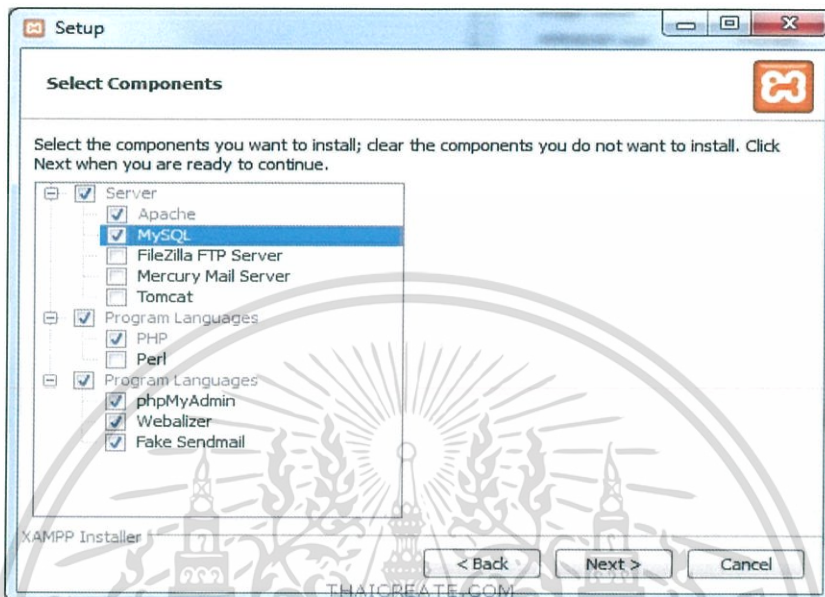 Setup
Select Components
Select the components you want to install; clear the components you do not want to install. Click
Next when you are ready to continue.
Server
Apache
MySQL
FileZilla FTP Server
Mercury Mail Server
Tomcat
Program Languages
PHP
Perl
Program Languages
phpMyAdmin
Webalizer
Fake Sendmail
XAMPP Installer
< Back
Next >
Cancel
THAICREATE.COM